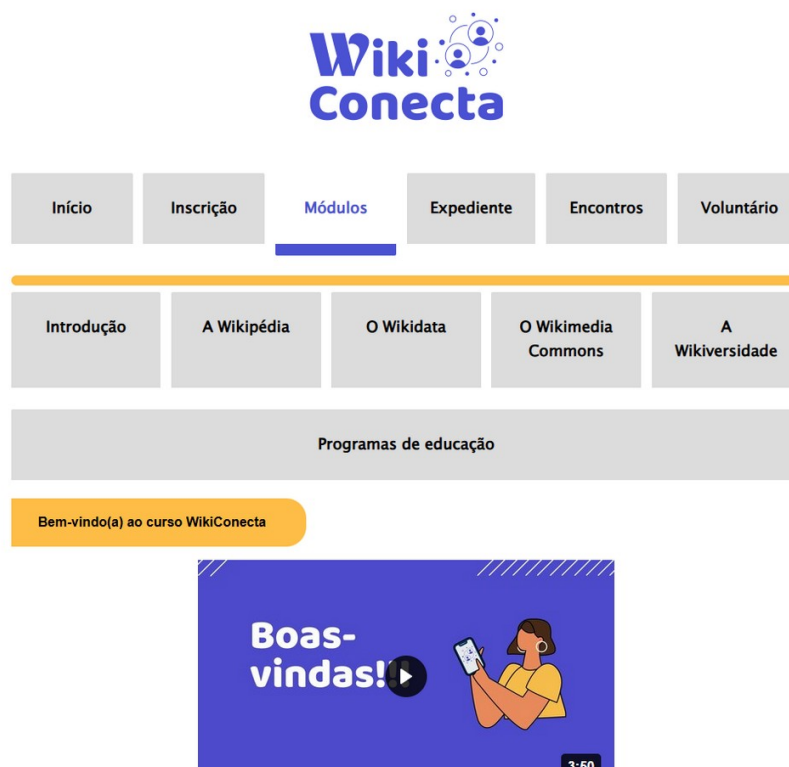 Wiki
Conecta
Início
Inscrição
Módulos
Expediente
Encontros
Voluntário
Introdução
A Wikipédia
O Wikidata
O Wikimedia
Commons
A
Wikiversidade
Programas de educação
Bem-vindo(a) ao curso WikiConecta
Boas-
vindas!!!
3:50